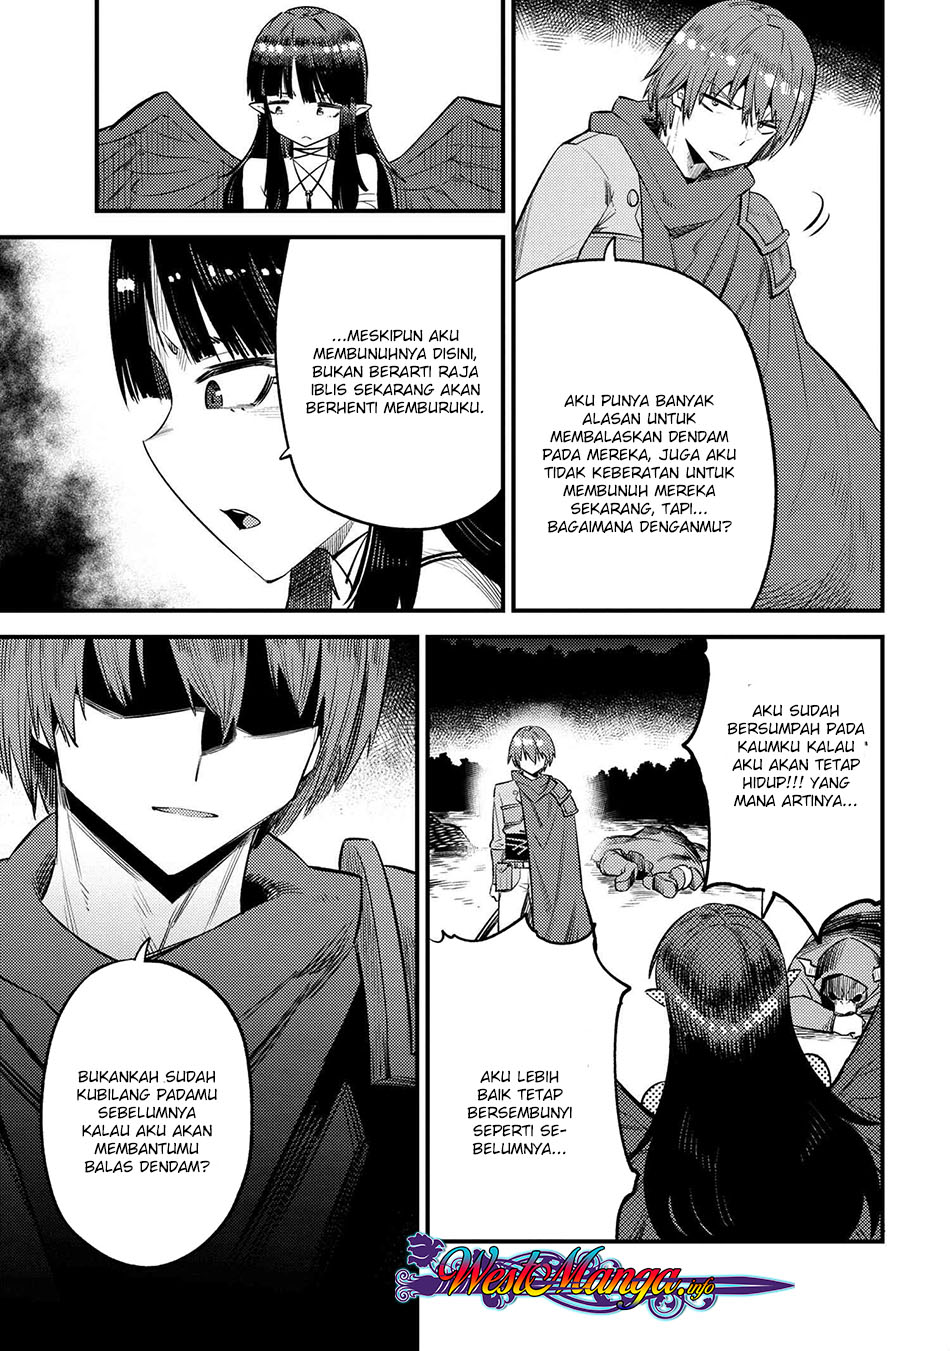 AKU PUNYA BANYAK
ALASAN UNTUK
MEMBALASKAN DENDAM
PADA MEREKA, JUGA AKU
TIDAK KEBERATAN UNTUK
MEMBUNUH MEREKA
SEKARANG, TAPI...
BAGAIMANA DENGANMU?
...MESKIPUN AKU
MEMBUNUHNYA DISINI,
BUKAN BERARTI RAJA
IBLIS SEKARANG AKAN
BERHENTI MEMBURUKU.
AKU SUDAH
BERSUMPAH PADA
KAUMKU KALAU
AKU AKAN TETAP
HIDUP!!! YANG
MANA ARTINYA...
AKU LEBIH
BAIK TETAP
BERSEMBUNYI
SEPERTI SE-
BELUMNYA...
BUKANKAH SUDAH
KUBILANG PADAMU
SEBELUMNYA
KALAU AKU AKAN
MEMBANTUMU
BALAS DENDAM?
WestManga.info